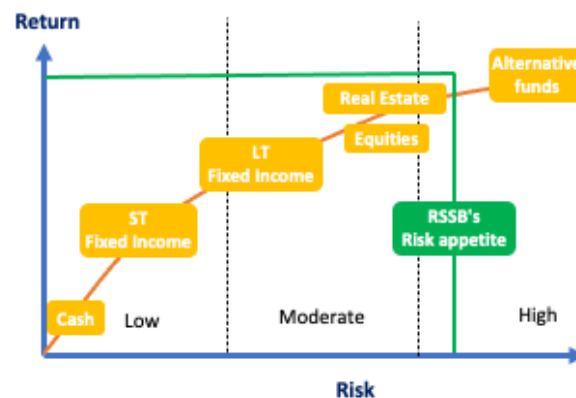 Return
Alternative
funds
Real Estate
Equities
LT
Fixed Income
ST
Fixed Income
RSSB's
Risk appetite
Cash
Low
Moderate
High
Risk